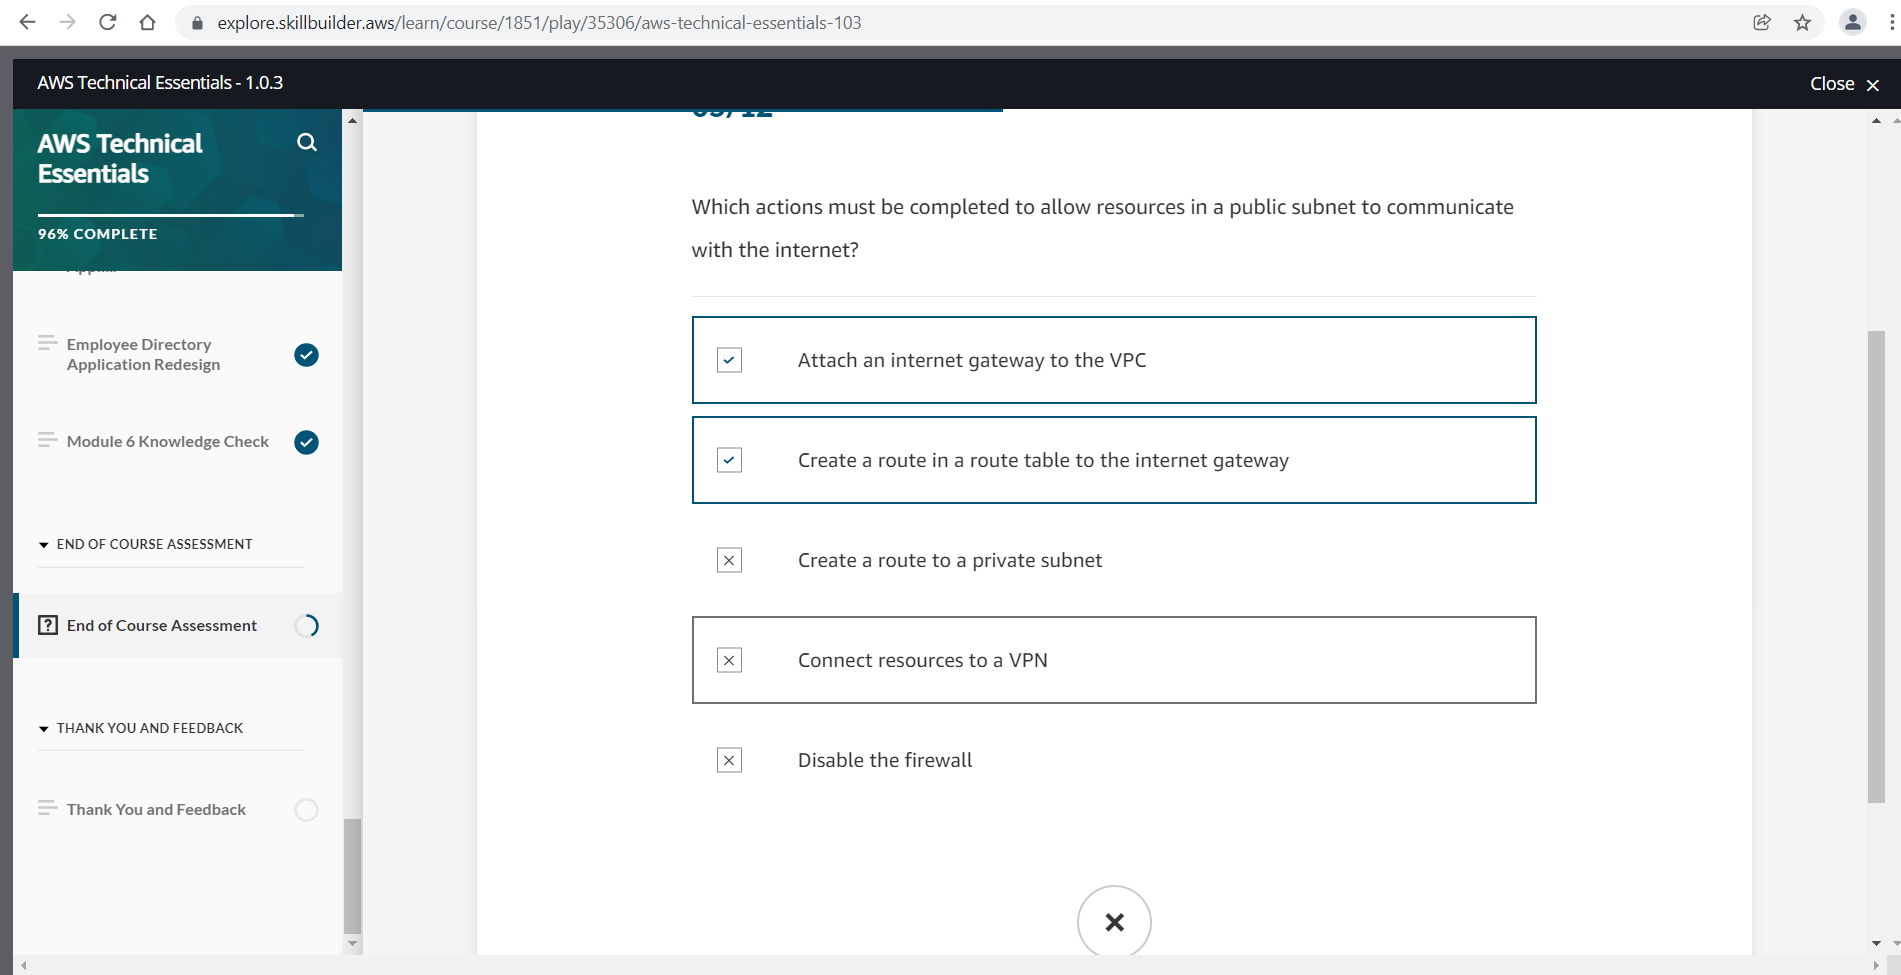 explore.skillbuilder.aws/learn/course/1851/play/35306/aws-technical-essentials-103
AWS Technical Essentials - 1.0.3
Close
AWS Technical
Essentials
96% COMPLETE
Employee Directory
Application Redesign
Module 6 Knowledge Check
END OF COURSE ASSESSMENT
End of Course Assessment
THANK YOU AND FEEDBACK
Thank You and Feedback
Which actions must be completed to allow resources in a public subnet to communicate
with the internet?
Attach an internet gateway to the VPC
Create a route in a route table to the internet gateway
Create a route to a private subnet
Connect resources to a VPN
Disable the firewall